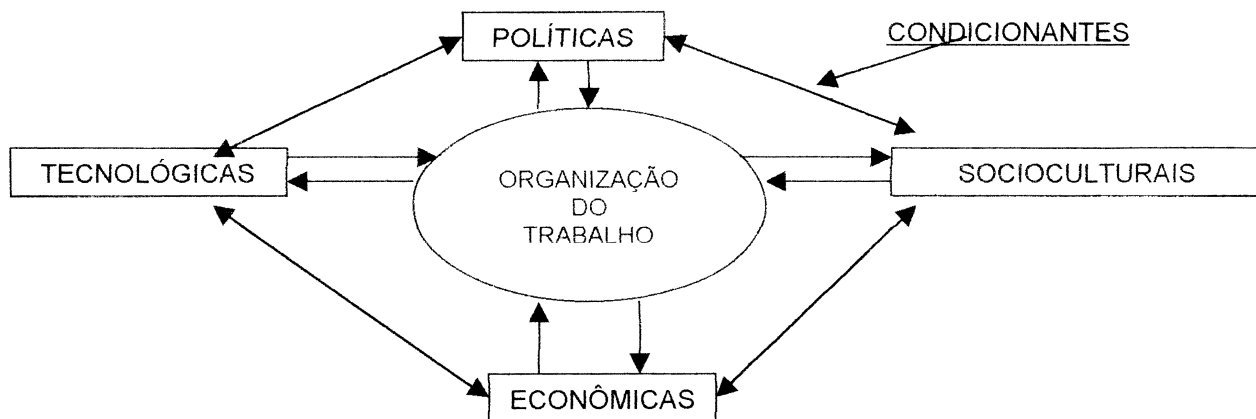 POLÍTICAS
CONDICIONANTES
TECNOLÓGICAS
ORGANIZAÇÃO
DO
TRABALHO
SOCIOCULTURAIS
ECONÔMICAS